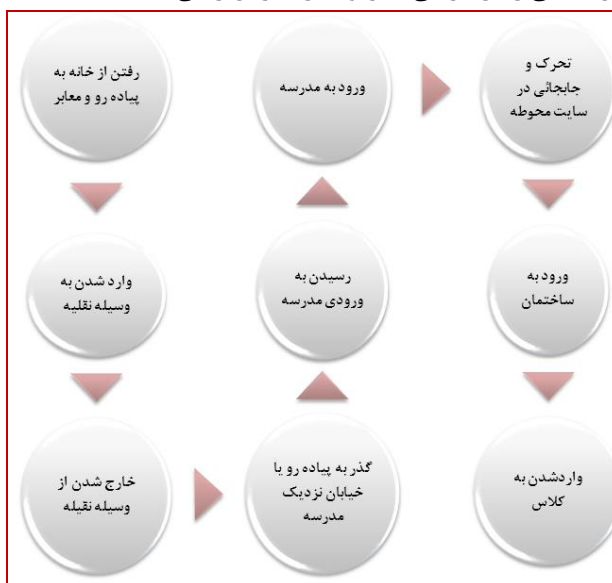 رفتن از خانه به
پیاده رو و معابر
وارد شدن به
وسیله نقلیه
خارج شدن از
وسیله نقیله
گذر به پیاده رو یا
خیابان نزدیک
مدرسه
رسیدن به
ورودی مدرسه
ورود به مدرسه
تحرک و
جابجائی در
سایت محوطه
ورود به
ساختمان
واردشدن به
کلاس